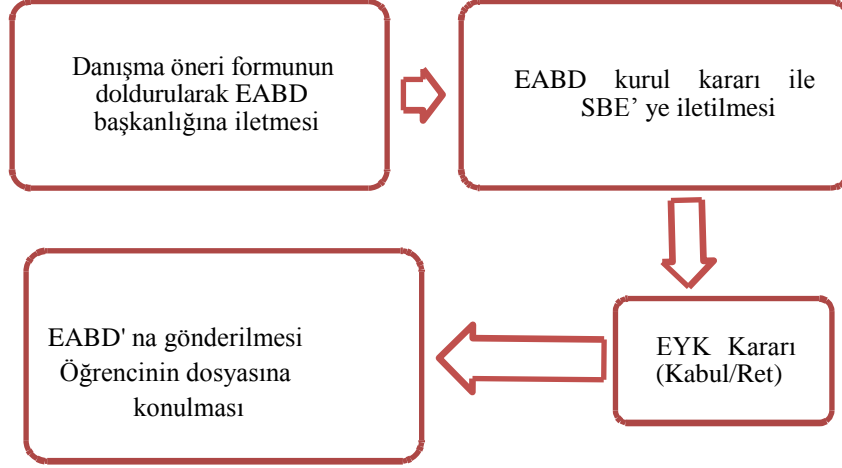 Danışma öneri formunun
doldurularak EABD
başkanlığına iletmesi
EABD kurul kararı ile
SBE’ ye iletilmesi
EYK Kararı
(Kabul/Ret)
EABD' na gönderilmesi
Öğrencinin dosyasına
konulması